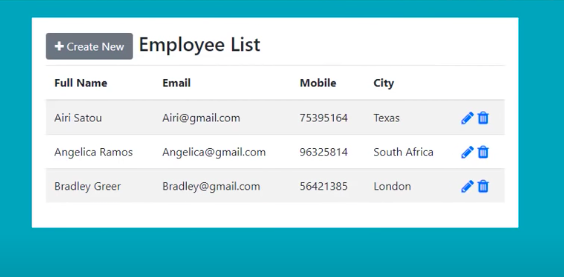 + Create New Employee List
Full Name Email Mobile City
Airi Satou Airi@gmail.com 75395164 Texas
Angelica Ramos Angelica@gmail.com 96325814 South Africa
Bradley Greer Bradley@gmail.com 56421385 London